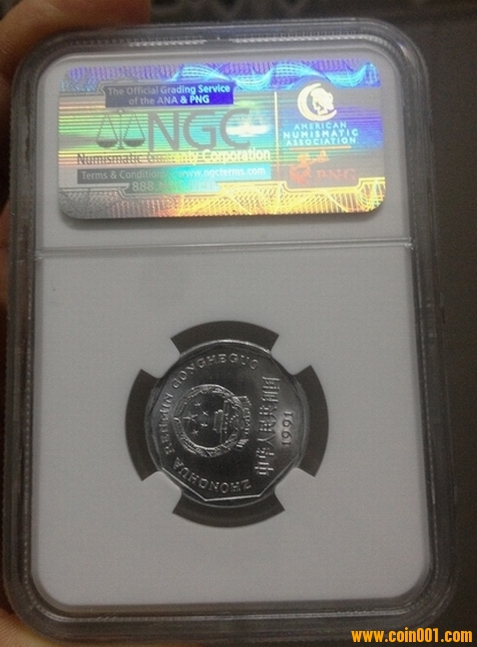 The Official Grading Service
of the ANA & PNG
NGC
Numismatic Guaranty Corporation
Terms & Conditions: www.ngcterms.com
888.
AMERICAN
NUMISMATIC
ASSOCIATION
PNG
ZHONGHUA RENMIN GONGHEGUO
中华人民共和国
1991
www.coin001.com